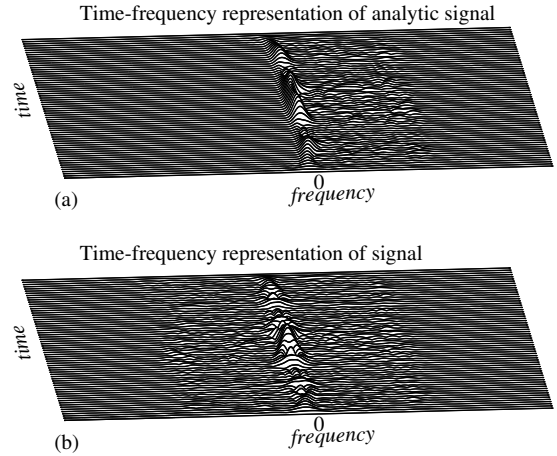 Time-frequency representation of analytic signal
time
0
frequency
(a)
Time-frequency representation of signal
time
0
frequency
(b)